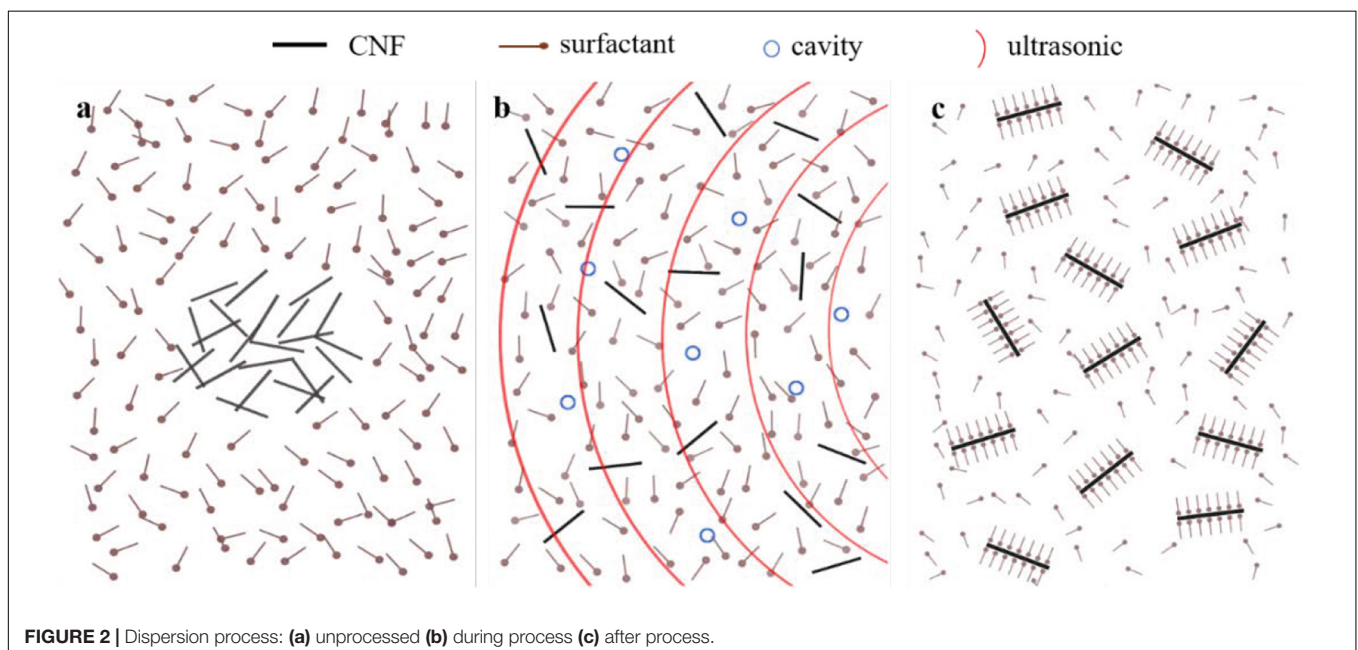 CNF surfactant cavity ultrasonic
a b c
FIGURE 2 | Dispersion process: (a) unprocessed (b) during process (c) after process.